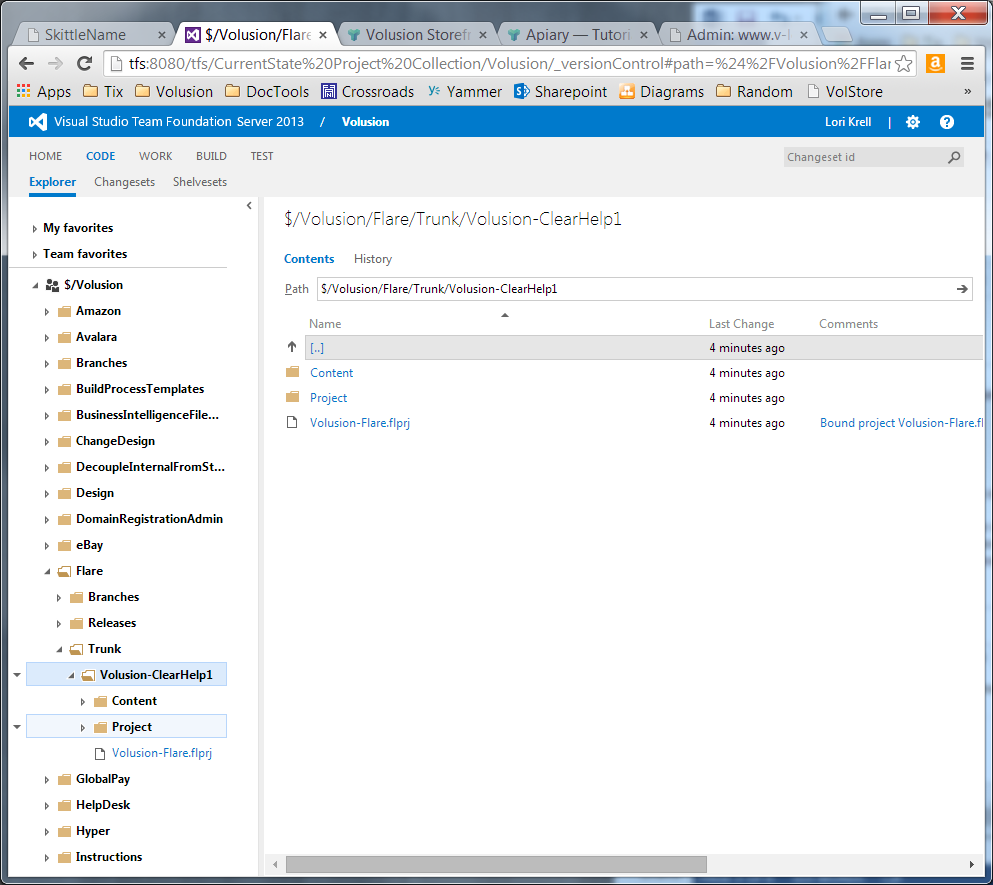 SkittleName
$/Volusion/Flare
Volusion Storefr
Apiary — Tutori
Admin: www.v-
tfs:8080/tfs/CurrentState%20Project%20Collection/Volusion/_versionControl#path=%24%2FVolusion%2FFlar
Apps Tix Volusion DocTools Crossroads Yammer Sharepoint Diagrams Random VolStore »
Visual Studio Team Foundation Server 2013 / Volusion Lori Krell |
HOME CODE WORK BUILD TEST Changeset id
Explorer Changesets Shelvesets
My favorites
Team favorites
$/Volusion
Amazon
Avalara
Branches
BuildProcessTemplates
BusinessIntelligenceFile...
ChangeDesign
DecoupleInternalFromSt...
Design
DomainRegistrationAdmin
eBay
Flare
Branches
Releases
Trunk
Volusion-ClearHelp1
Content
Project
Volusion-Flare.flprj
GlobalPay
HelpDesk
Hyper
Instructions
$/Volusion/Flare/Trunk/Volusion-ClearHelp1
Contents History
Path $/Volusion/Flare/Trunk/Volusion-ClearHelp1
Name Last Change Comments
[..] 4 minutes ago
Content 4 minutes ago
Project 4 minutes ago
Volusion-Flare.flprj 4 minutes ago Bound project Volusion-Flare.fl